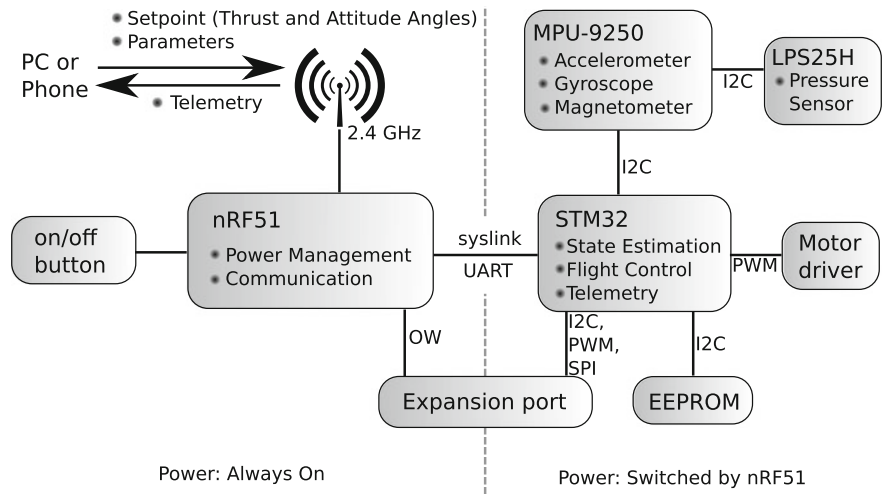 Setpoint (Thrust and Attitude Angles)
Parameters
PC or
Phone
Telemetry
2.4 GHz
MPU-9250
Accelerometer
Gyroscope
Magnetometer
I2C
LPS25H
Pressure
Sensor
I2C
on/off
button
nRF51
Power Management
Communication
syslink
UART
STM32
State Estimation
Flight Control
Telemetry
PWM
Motor
driver
OW
I2C,
PWM,
SPI
I2C
Expansion port
EEPROM
Power: Always On
Power: Switched by nRF51